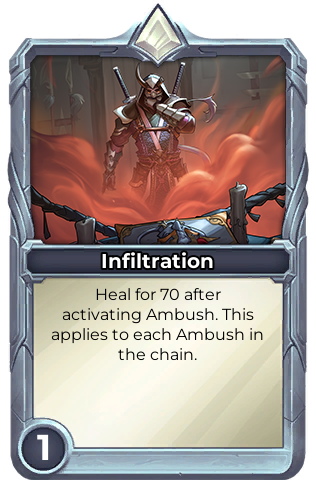 Infiltration
Heal for 70 after
activating Ambush. This
applies to each Ambush in
the chain.
1